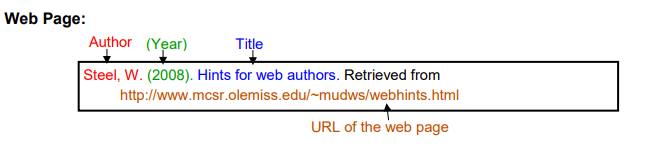 Web Page:
Author (Year) Title
Steel, W. (2008). Hints for web authors. Retrieved from
http://www.mcsr.olemiss.edu/~mudws/webhints.html
URL of the web page